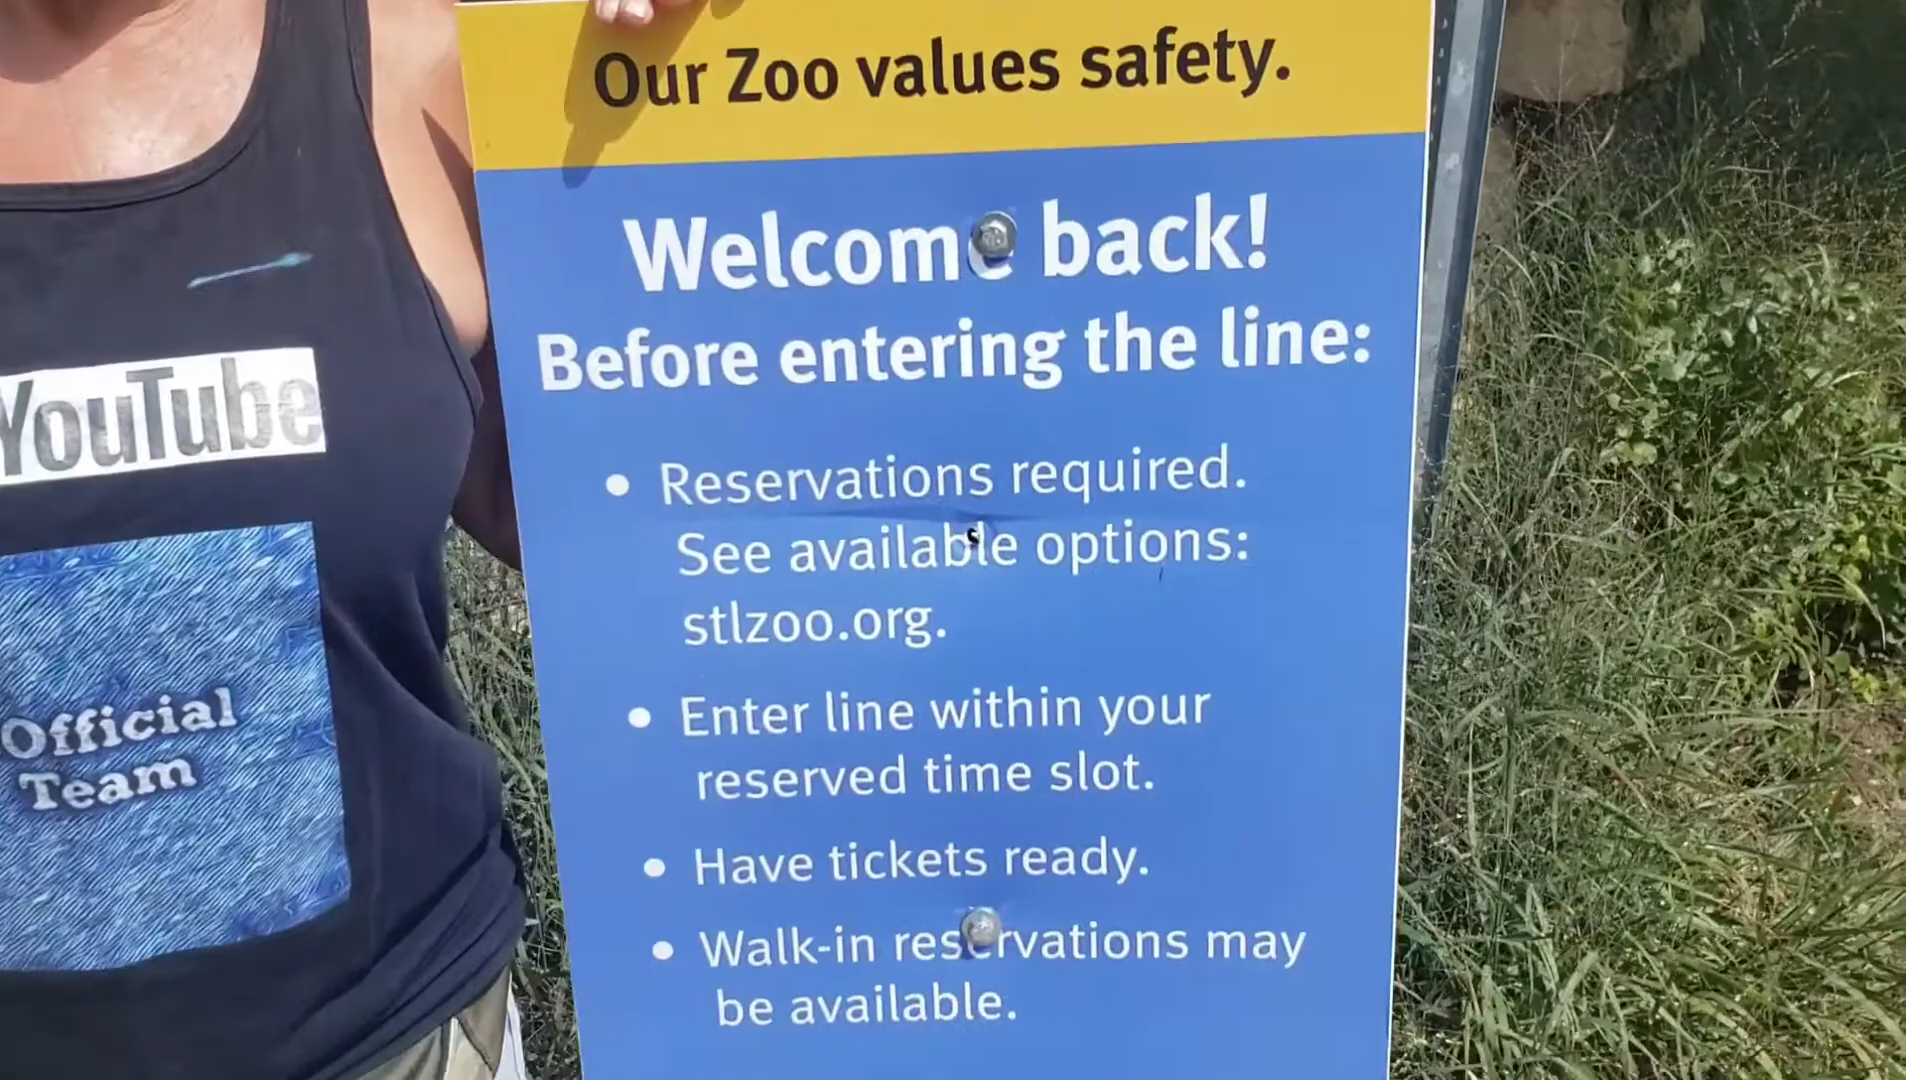 Our Zoo values safety.
Welcome back!
Before entering the line:
• Reservations required.
See available options:
stlzoo.org.
• Enter line within your
reserved time slot.
• Have tickets ready.
• Walk-in reservations may
be available.
YouTube
Official
Team